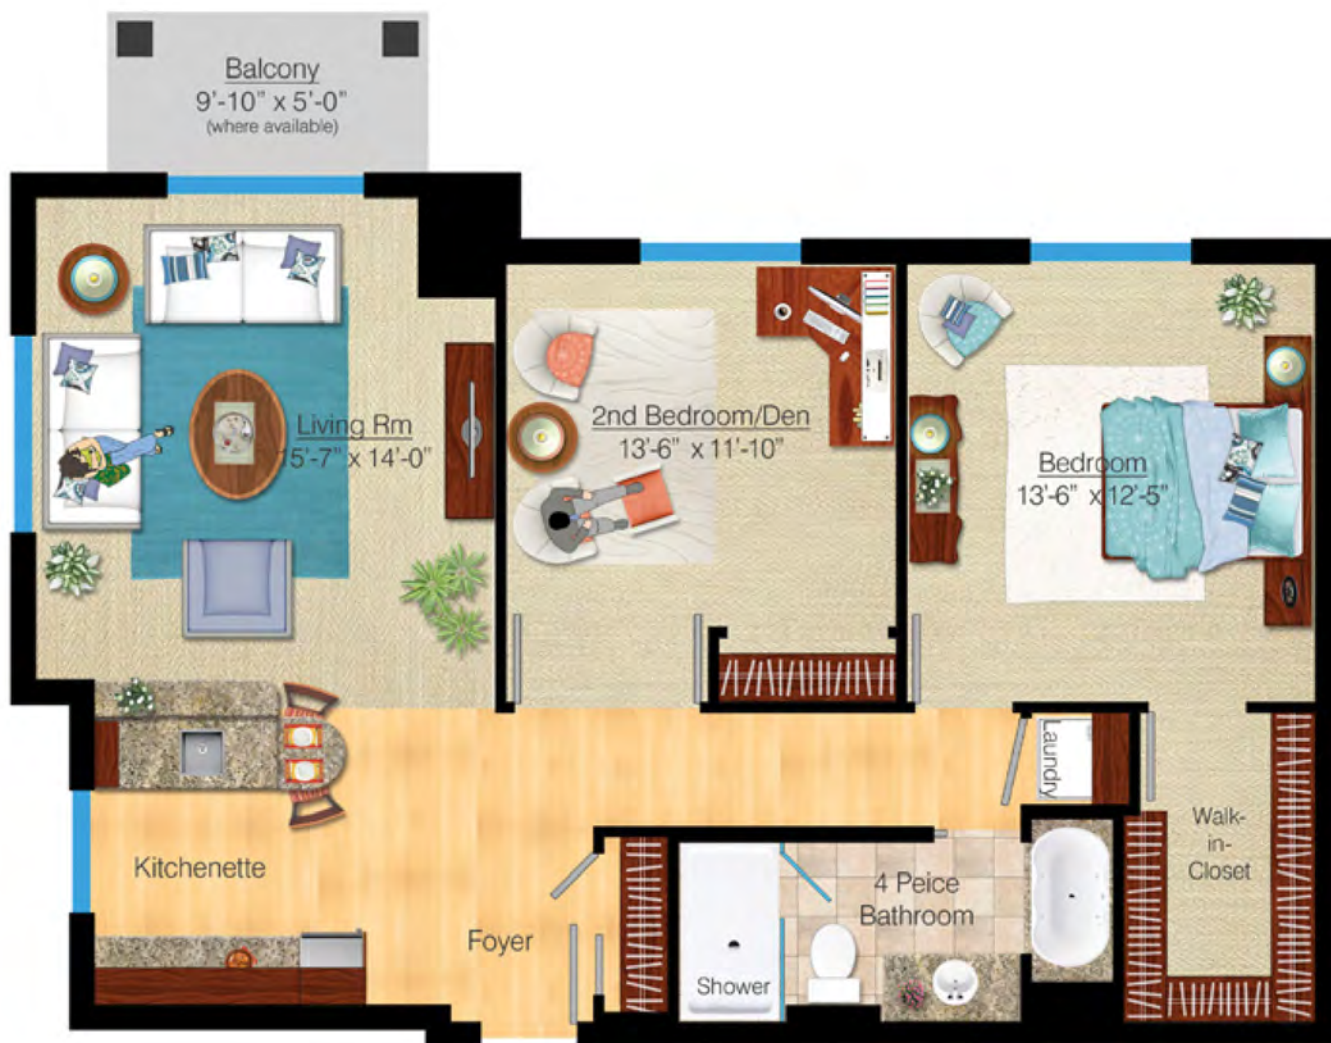 Balcony
9'-10" x 5'-0"
(where available)
Living Rm
15'-7" x 14'-0"
2nd Bedroom/Den
13'-6" x 11'-10"
Bedroom
13'-6" x 12'-5"
Laundry
Walk-
in-
Closet
Kitchenette
Foyer
4 Peice
Bathroom
Shower